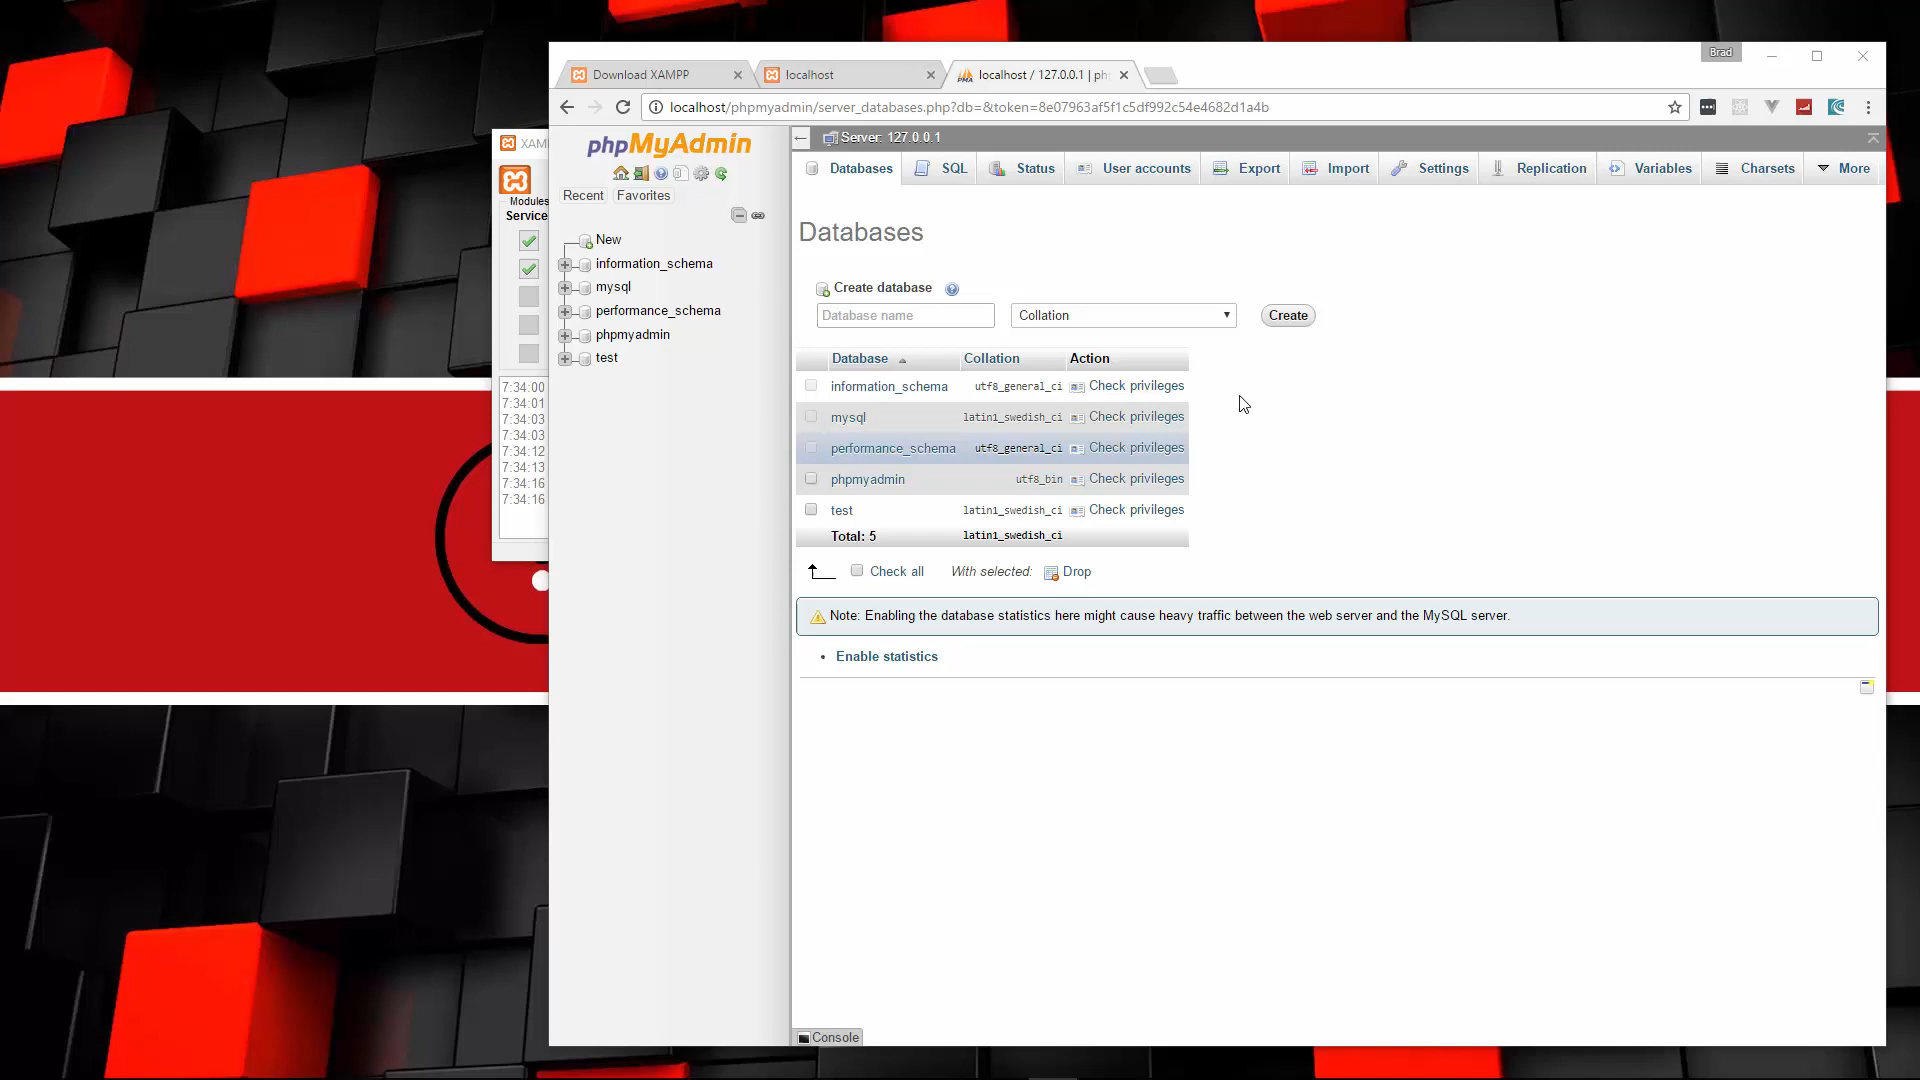 Brad
Download XAMPP
localhost
localhost / 127.0.0.1 | ph
localhost/phpmyadmin/server_databases.php?db=&token=8e07963af5f1c5df992c54e4682d1a4b
XAM
Modules
Service
7:34:00
7:34:01
7:34:03
7:34:03
7:34:12
7:34:13
7:34:16
7:34:16
phpMyAdmin
Recent
Favorites
New
information_schema
mysql
performance_schema
phpmyadmin
test
Server: 127.0.0.1
Databases SQL Status User accounts Export Import Settings Replication Variables Charsets More
Databases
Create database
Database name Collation Create
Database Collation Action
information_schema utf8_general_ci Check privileges
mysql latin1_swedish_ci Check privileges
performance_schema utf8_general_ci Check privileges
phpmyadmin utf8_bin Check privileges
test latin1_swedish_ci Check privileges
Total: 5 latin1_swedish_ci
Check all With selected: Drop
Note: Enabling the database statistics here might cause heavy traffic between the web server and the MySQL server.
Enable statistics
Console